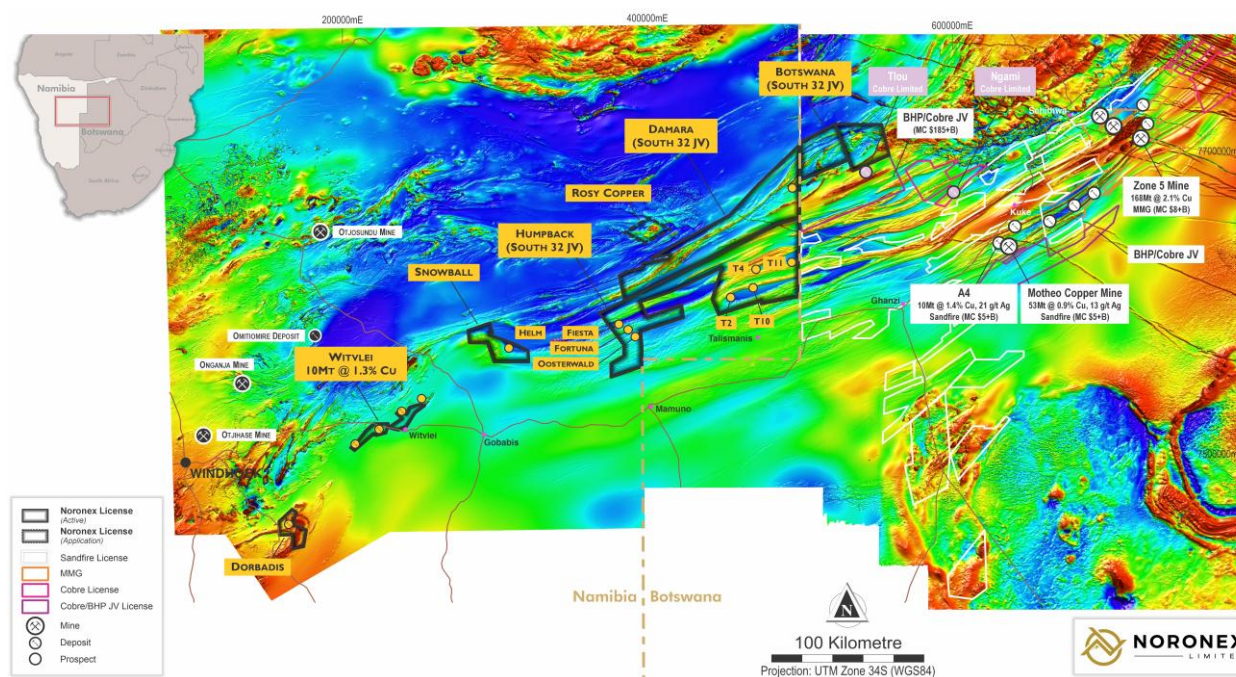 200000mE
400000mE
600000mE
Angola
Zambia
Zimbabwe
Namibia
Botswana
South Africa
BOTSWANA
(SOUTH 32 JV)
Tlou
Cobre Limited
Ngami
Cobre Limited
Sehithwa
DAMARA
(SOUTH 32 JV)
BHP/Cobre JV
(MC $185+B)
7700000mN
ROSY COPPER
Zone 5 Mine
168Mt @ 2.1% Cu
MMG (MC $8+B)
Kuke
OTJOSUNDU MINE
HUMPBACK
(SOUTH 32 JV)
BHP/Cobre JV
SNOWBALL
T4
T11
A4
10Mt @ 1.4% Cu, 21 g/t Ag
Sandfire (MC $5+B)
Motheo Copper Mine
53Mt @ 0.9% Cu, 13 g/t Ag
Sandfire (MC $5+B)
Ghanzi
T2
T10
HELM
FIESTA
FORTUNA
OOSTERWALD
Talismanis
OMITIOMIRE DEPOSIT
WITVLEI
10MT @ 1.3% CU
ONGANJA MINE
Mamuno
OTJIHASE MINE
Witvlei
Gobabis
WINDHOEK
DORBADIS
Noronex License
(Active)
Noronex License
(Application)
Sandfire License
MMG
Cobre License
Cobre/BHP JV License
Mine
Deposit
Prospect
Namibia
Botswana
N
100 Kilometre
Projection: UTM Zone 34S (WGS84)
NORONEX